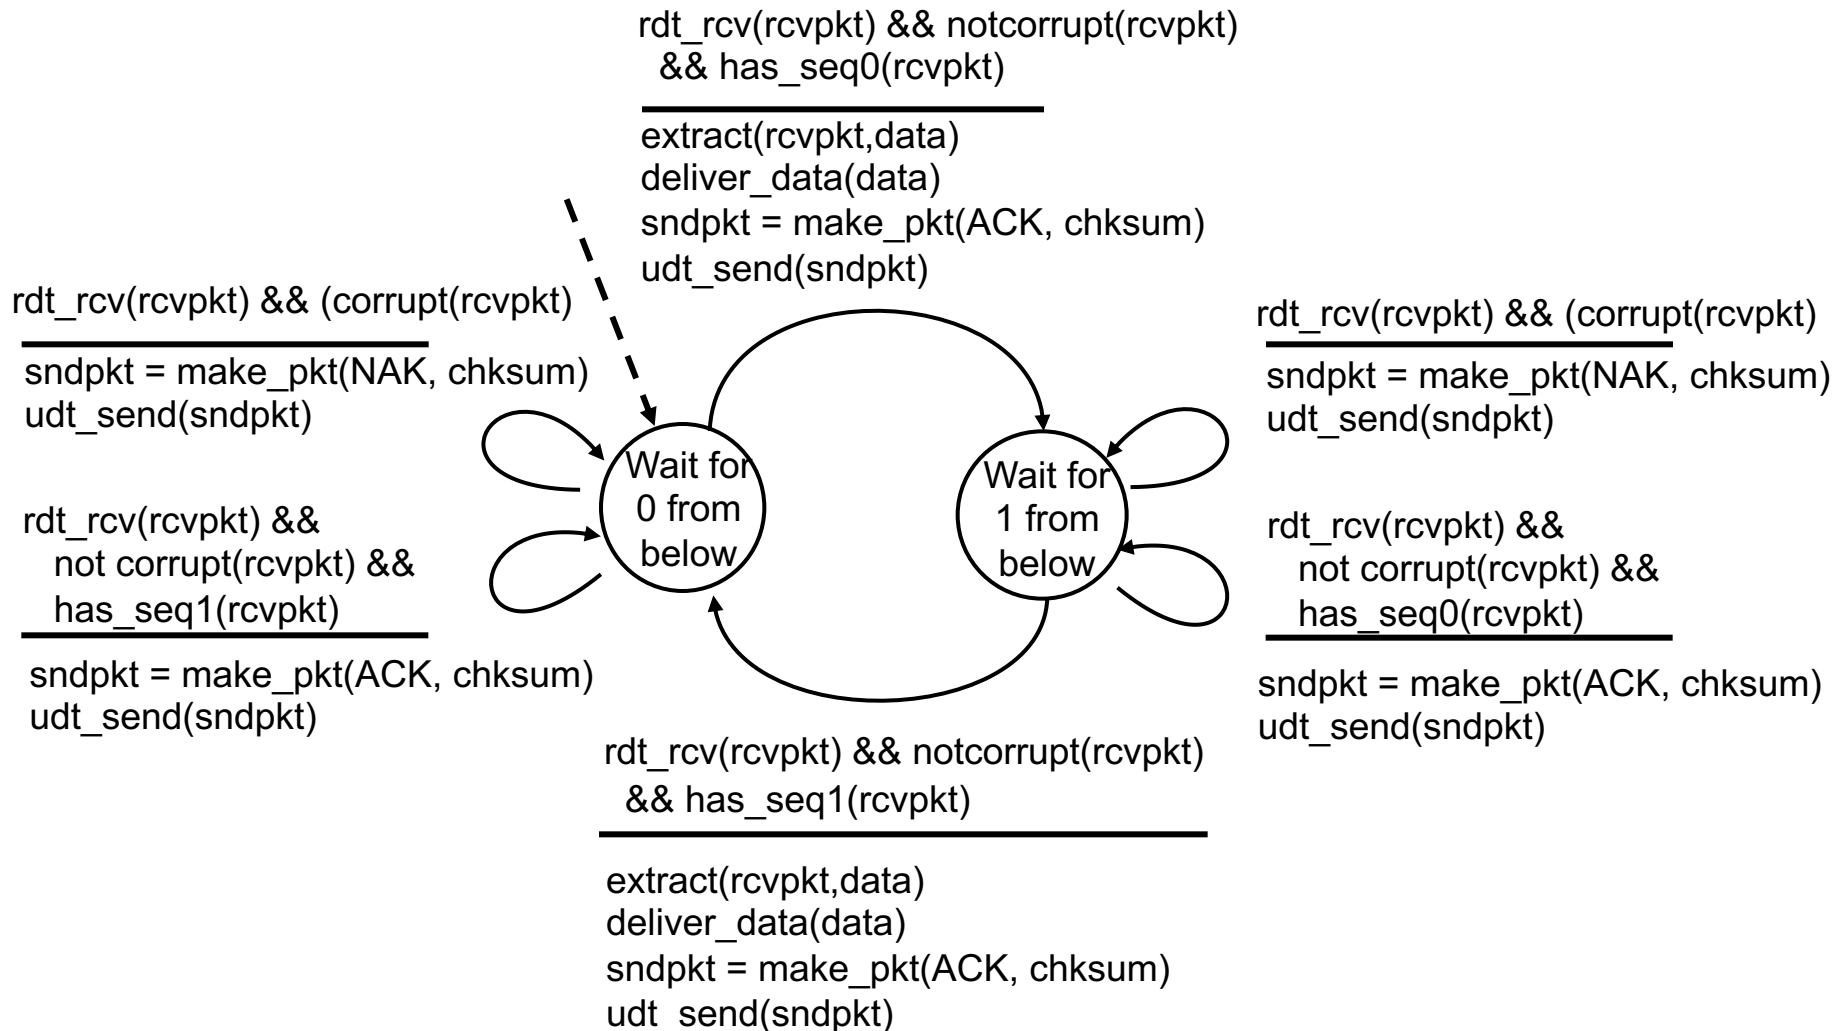 rdt_rcv(rcvpkt) && notcorrupt(rcvpkt)
&& has_seq0(rcvpkt)
extract(rcvpkt,data)
deliver_data(data)
sndpkt = make_pkt(ACK, chksum)
udt_send(sndpkt)
rdt_rcv(rcvpkt) && (corrupt(rcvpkt)
sndpkt = make_pkt(NAK, chksum)
udt_send(sndpkt)
rdt_rcv(rcvpkt) &&
not corrupt(rcvpkt) &&
has_seq1(rcvpkt)
sndpkt = make_pkt(ACK, chksum)
udt_send(sndpkt)
Wait for
0 from
below
Wait for
1 from
below
rdt_rcv(rcvpkt) && (corrupt(rcvpkt)
sndpkt = make_pkt(NAK, chksum)
udt_send(sndpkt)
rdt_rcv(rcvpkt) &&
not corrupt(rcvpkt) &&
has_seq0(rcvpkt)
sndpkt = make_pkt(ACK, chksum)
udt_send(sndpkt)
rdt_rcv(rcvpkt) && notcorrupt(rcvpkt)
&& has_seq1(rcvpkt)
extract(rcvpkt,data)
deliver_data(data)
sndpkt = make_pkt(ACK, chksum)
udt_send(sndpkt)